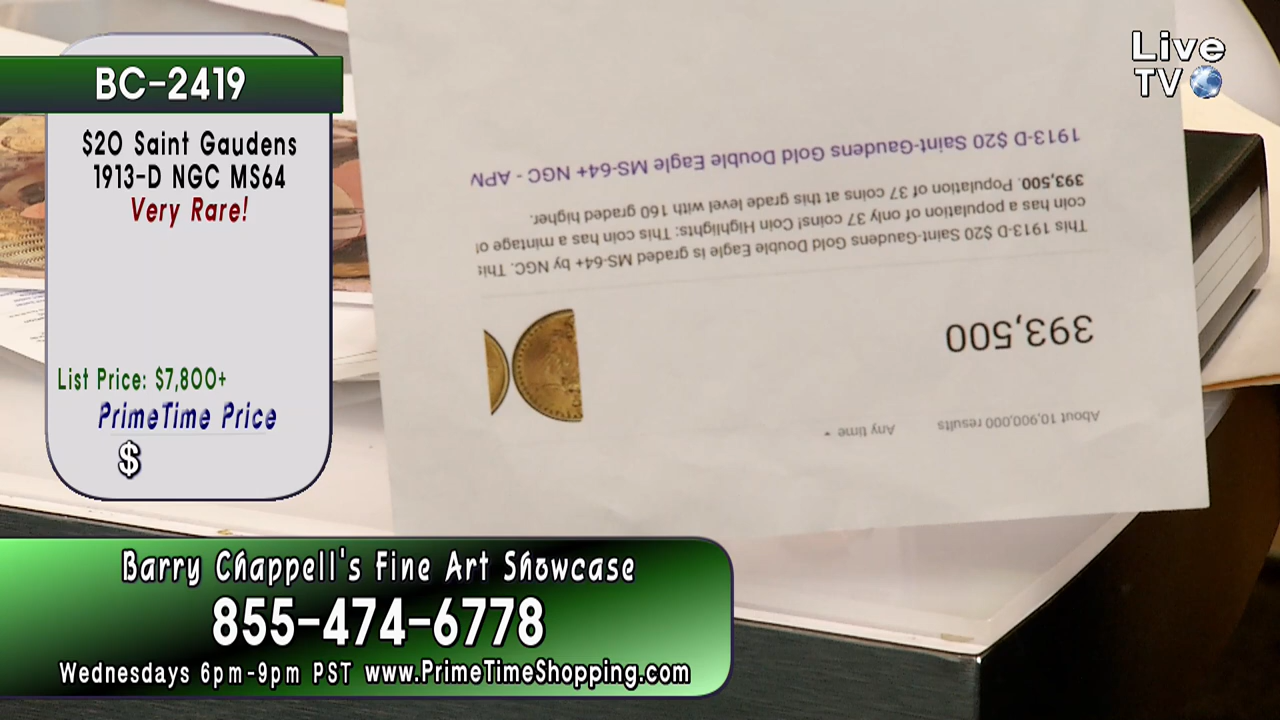 BC-2419
$20 Saint Gaudens
1913-D NGC MS64
Very Rare!
List Price: $7,800+
PrimeTime Price
$
Live
TV
About 10,900,000 results
Any time
393,500
This 1913-D $20 Saint-Gaudens Gold Double Eagle is graded MS-64+ by NGC. This
coin has a population of only 37 coins! Coin Highlights: This coin has a mintage of
393,500. Population of 37 coins at this grade level with 160 graded higher.
1913-D $20 Saint-Gaudens Gold Double Eagle MS-64+ NGC - APM
Barry Chappell's Fine Art Showcase
855-474-6778
Wednesdays 6pm-9pm PST www.PrimeTimeShopping.com